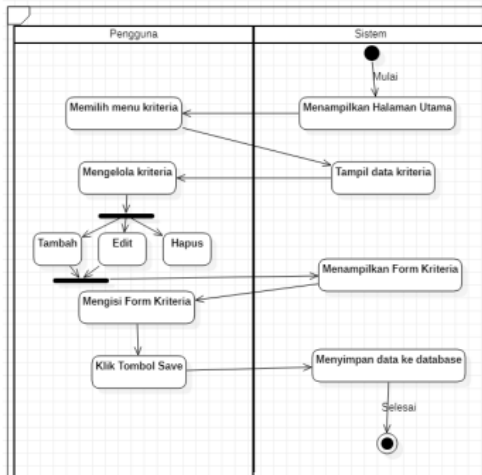 Pengguna
Sistem
Mulai
Memilih menu kriteria
Menampilkan Halaman Utama
Mengelola kriteria
Tampil data kriteria
Tambah
Edit
Hapus
Menampilkan Form Kriteria
Mengisi Form Kriteria
Klik Tombol Save
Menyimpan data ke database
Selesai